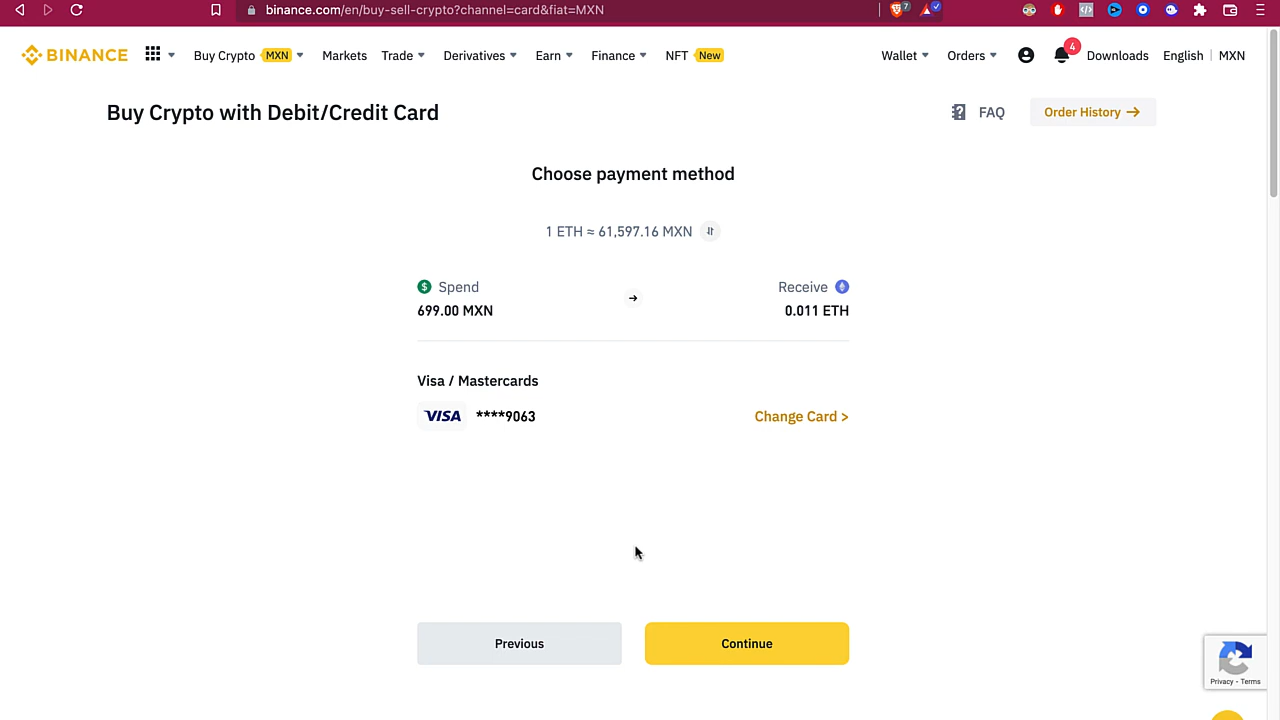 binance.com/en/buy-sell-crypto?channel=card&fiat=MXN
7
BINANCE Buy Crypto MXN Markets Trade Derivatives Earn Finance NFT New Wallet Orders 4 Downloads English | MXN
Buy Crypto with Debit/Credit Card
FAQ Order History →
Choose payment method
1 ETH ≈ 61,597.16 MXN
$ Spend → Receive
699.00 MXN 0.011 ETH
Visa / Mastercards
VISA ****9063 Change Card >
Previous Continue
Privacy - Terms